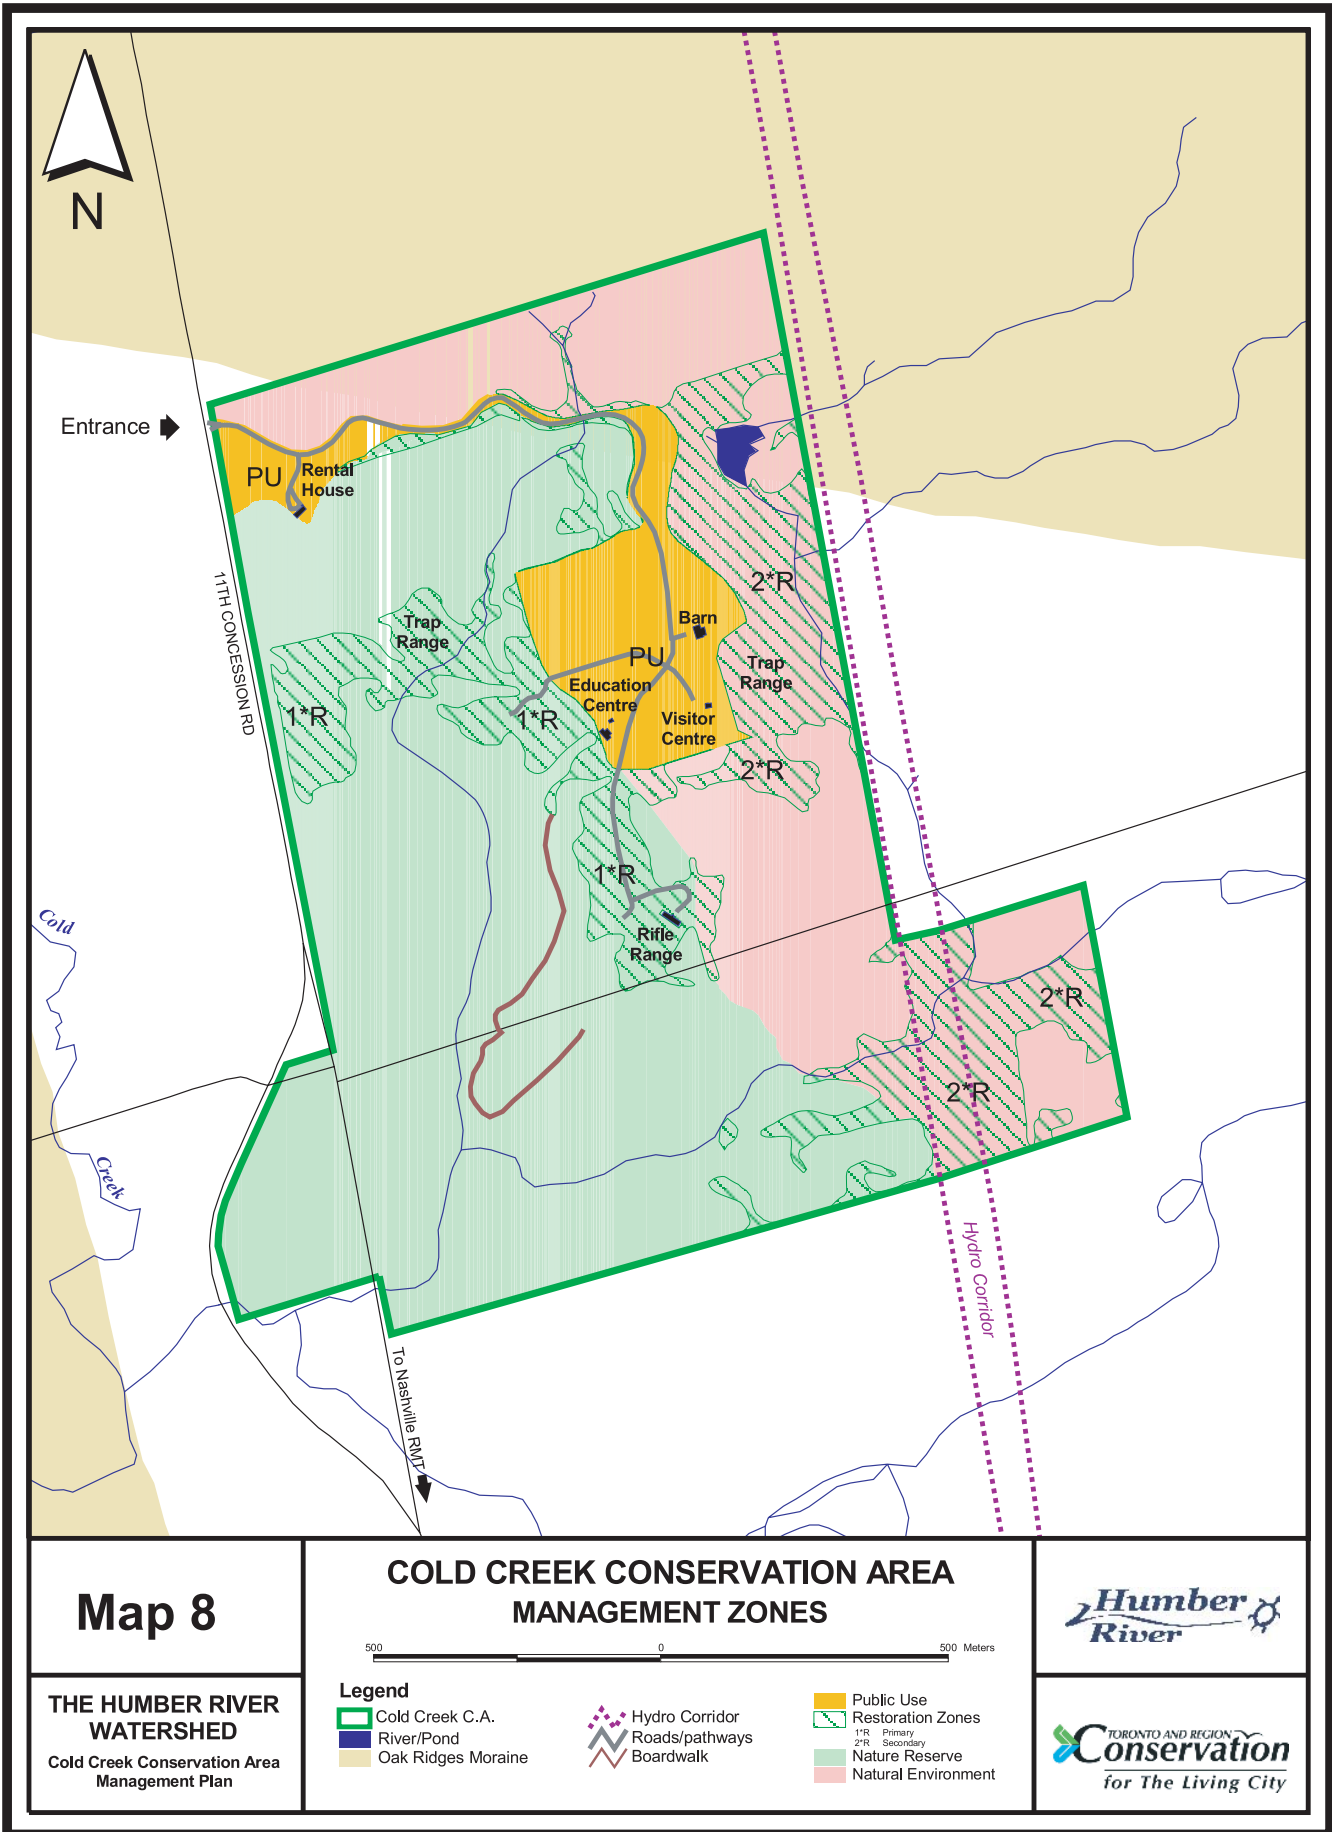 N
Entrance
PU
Rental
House
11TH CONCESSION RD
Trap
Range
1*R
1*R
2*R
Barn
PU
Education
Centre
Trap
Range
Visitor
Centre
2*R
1*R
Rifle
Range
Cold
Creek
2*R
2*R
Hydro Corridor
To Nashville RMT
Map 8
THE HUMBER RIVER
WATERSHED
Cold Creek Conservation Area
Management Plan
COLD CREEK CONSERVATION AREA
MANAGEMENT ZONES
500 0 500 Meters
Legend
Cold Creek C.A.
River/Pond
Oak Ridges Moraine
Hydro Corridor
Roads/pathways
Boardwalk
Public Use
Restoration Zones
1*R Primary
2*R Secondary
Nature Reserve
Natural Environment
Humber
River
TORONTO AND REGION
Conservation
for The Living City